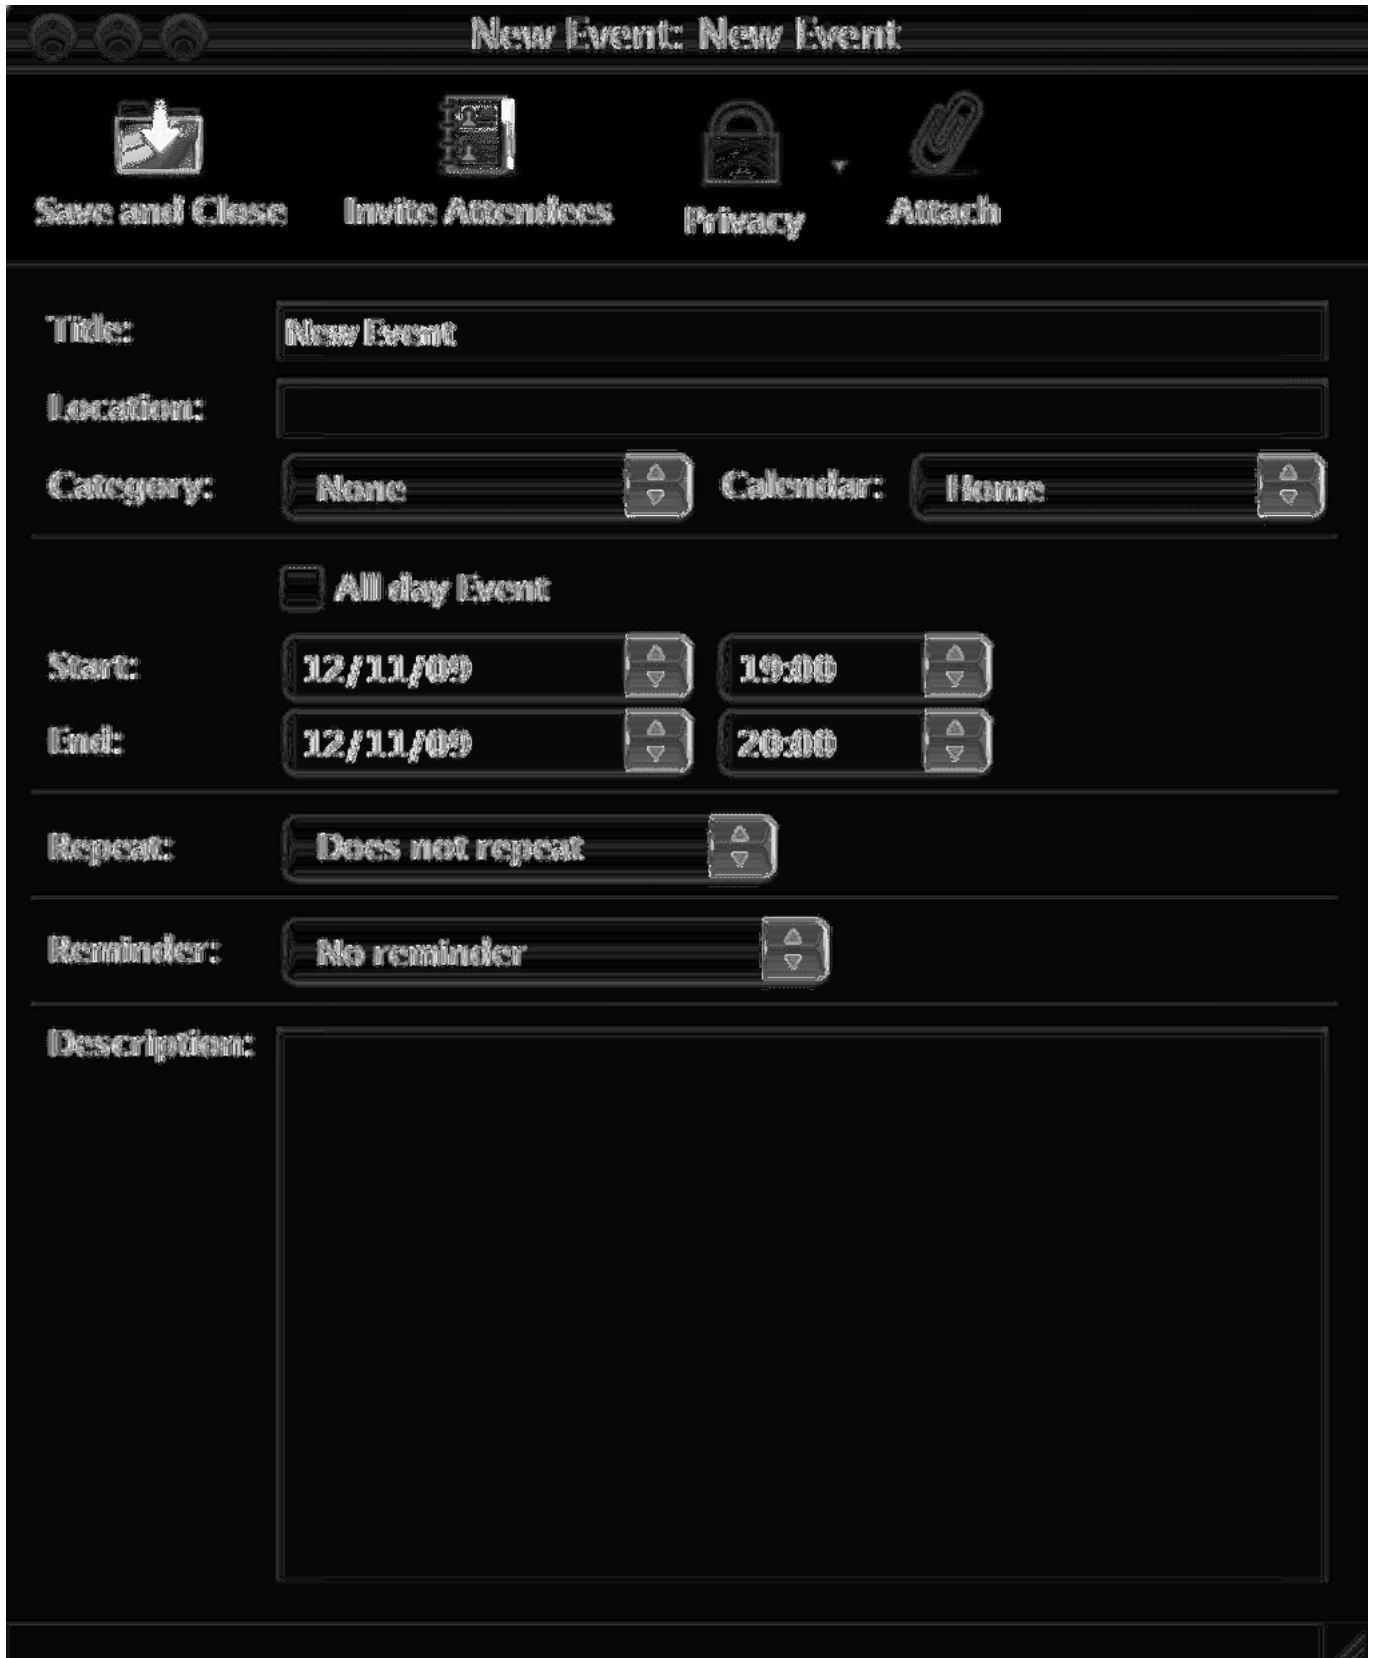 New Event: New Event
Save and Close Invite Attendees Privacy Attach
Title: New Event
Location:
Category: None Calendar: Home
All day Event
Start: 12/11/09 19:00
End: 12/11/09 20:00
Repeat: Does not repeat
Reminder: No reminder
Description: